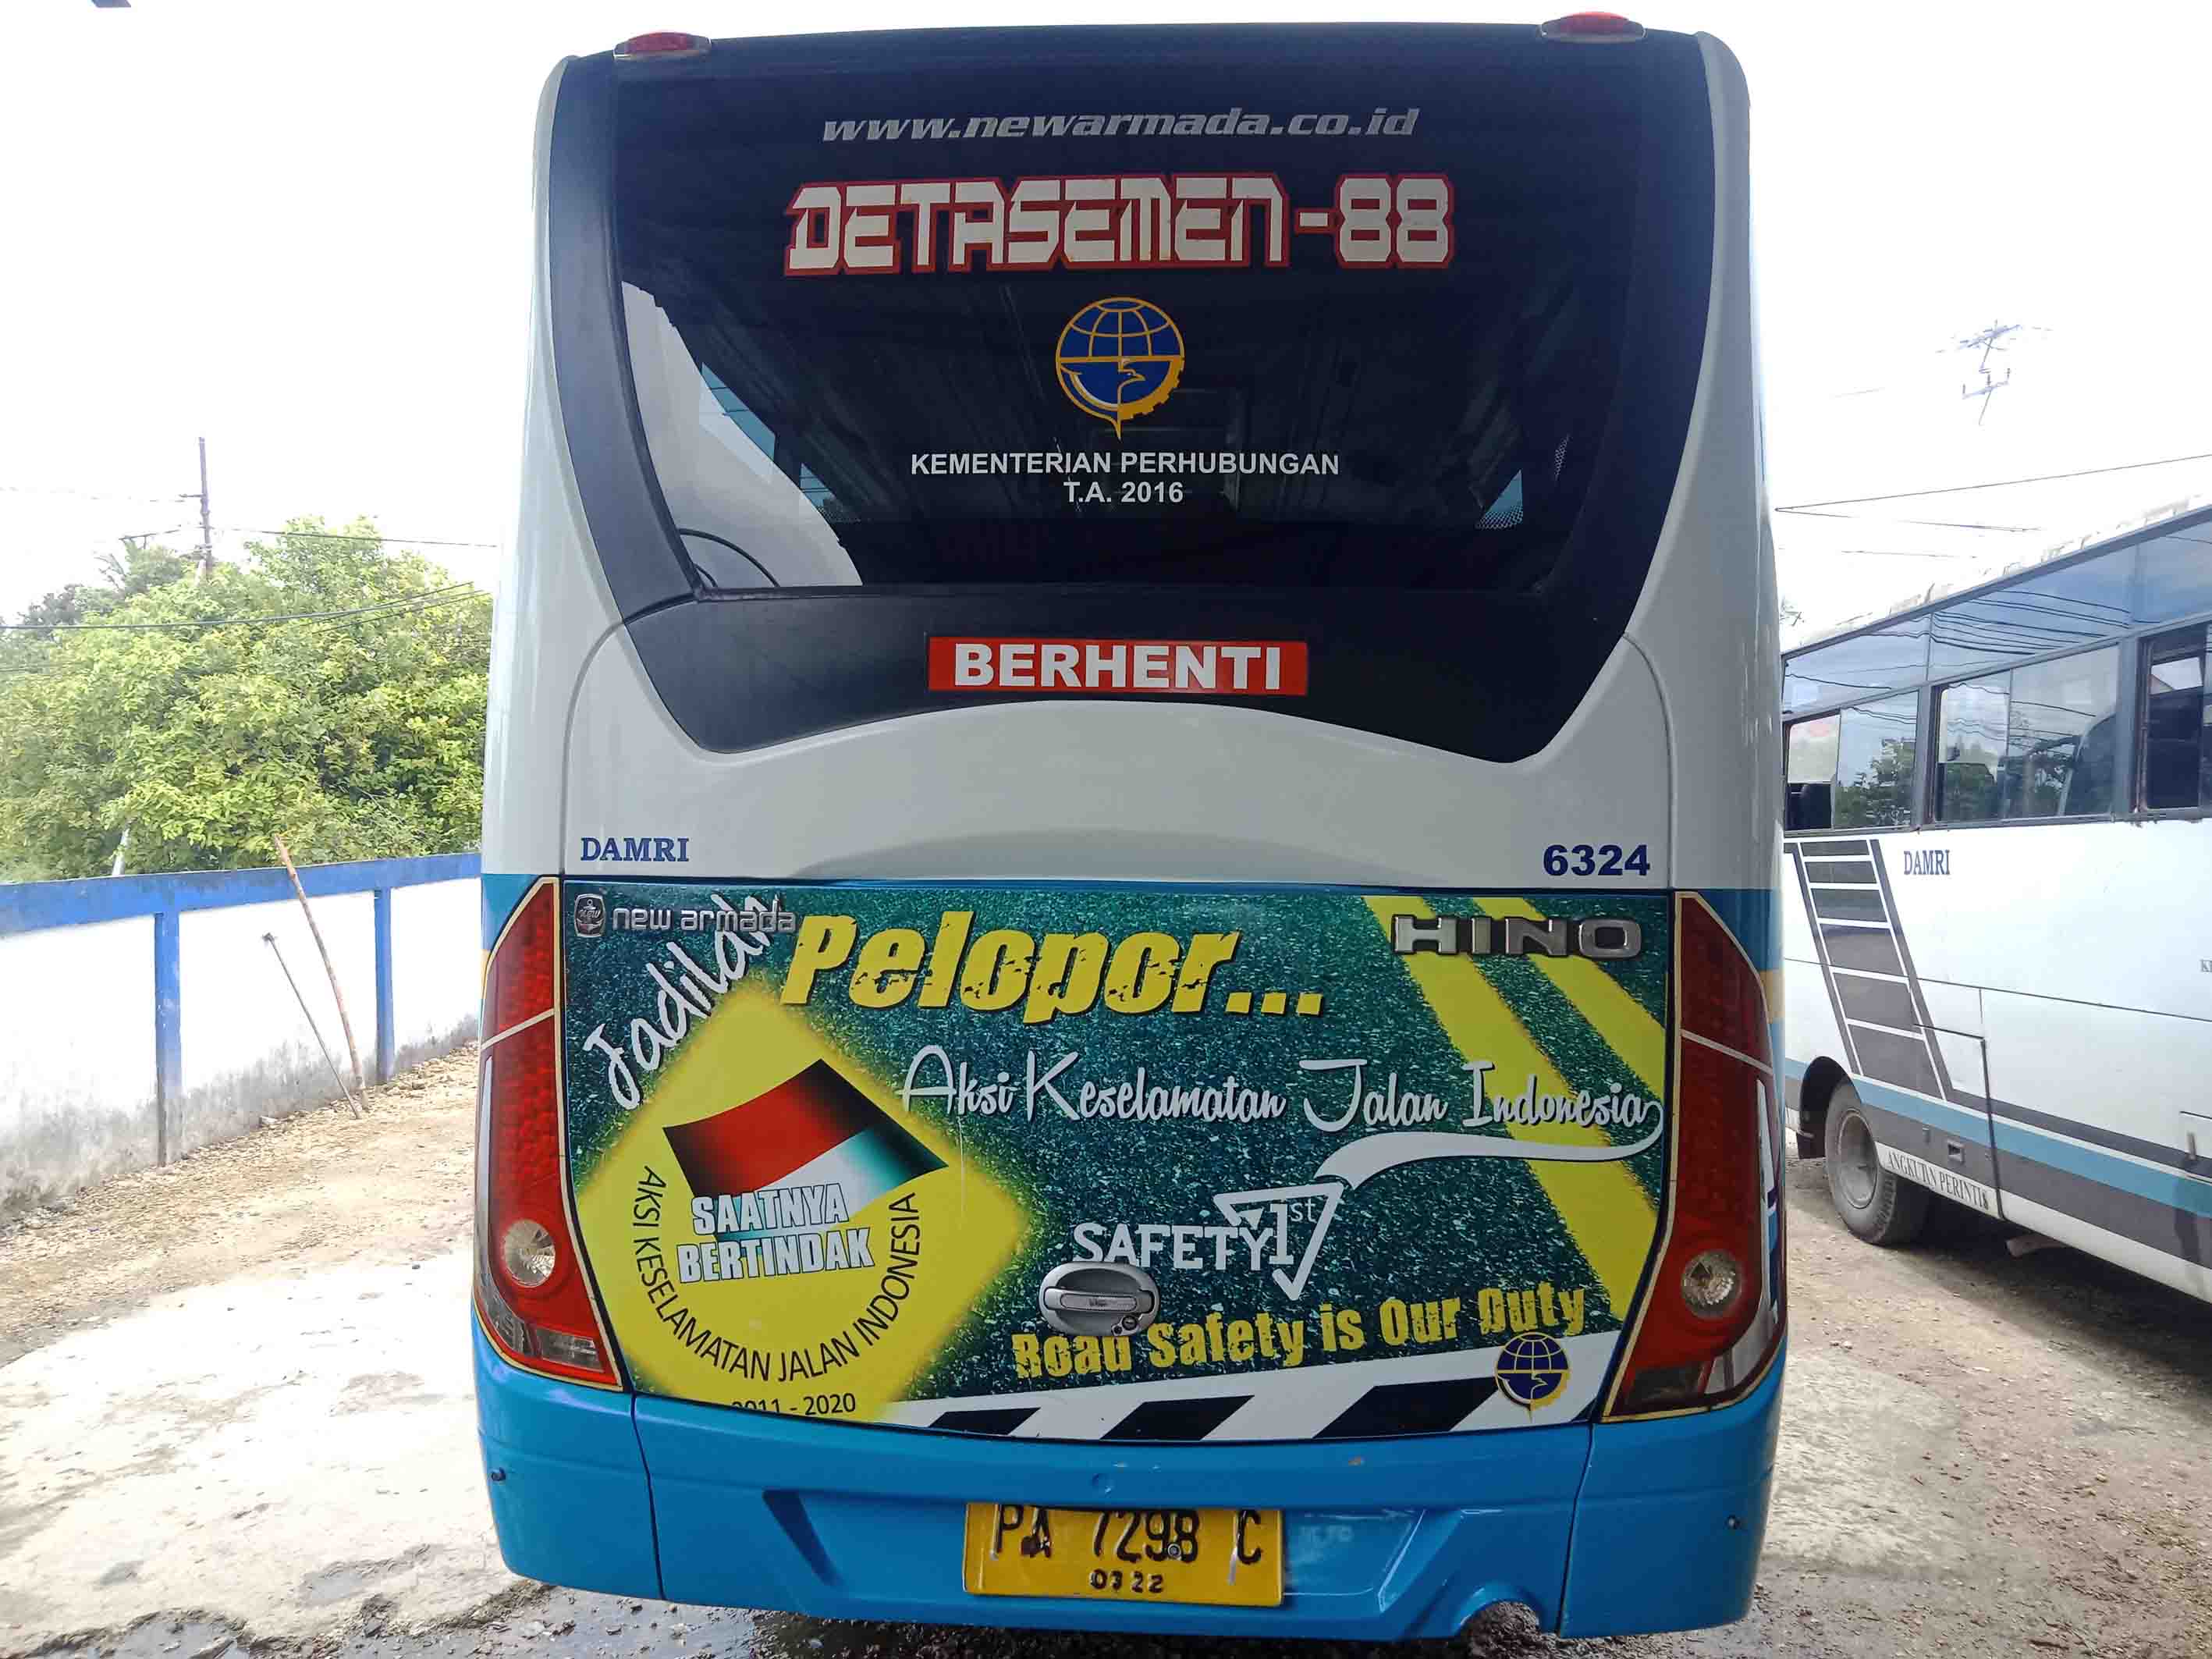 www.newarmada.co.id
DETASEMEN-88
KEMENTERIAN PERHUBUNGAN
T.A. 2016
BERHENTI
DAMRI
6324
new armada
HINO
Jadilah
Pelopor...
Aksi Keselamatan Jalan Indonesia
SAATNYA
BERTINDAK
AKSI KESELAMATAN JALAN INDONESIA
2011 - 2020
SAFETY 1st
Road Safety is Our Duty
PA 7298 C
03 22
DAMRI
ANGKUTAN PERINTIS